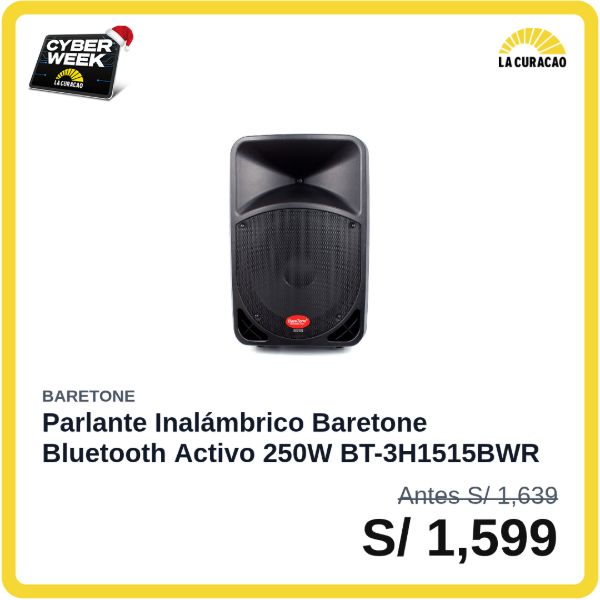 CYBER
WEEK
LA CURACAO
LA CURACAO
BareTone
BARETONE
Parlante Inalámbrico Baretone
Bluetooth Activo 250W BT-3H1515BWR
Antes S/ 1,639
S/ 1,599